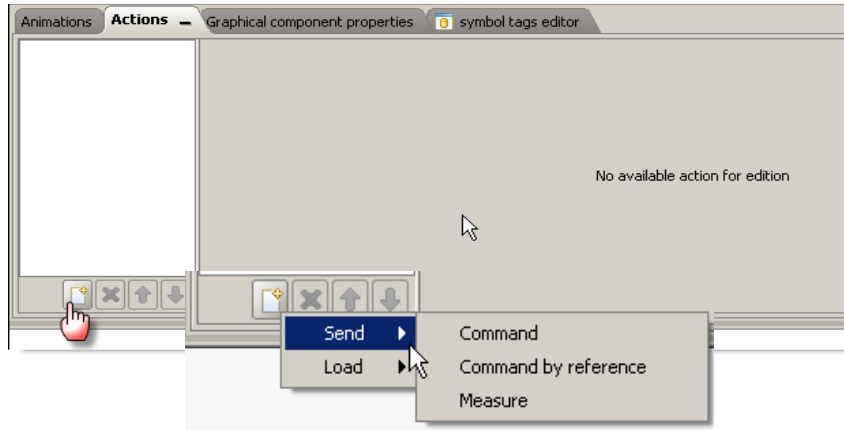 Animations Actions Graphical component properties symbol tags editor
No available action for edition
Send Command
Load Command by reference
Measure